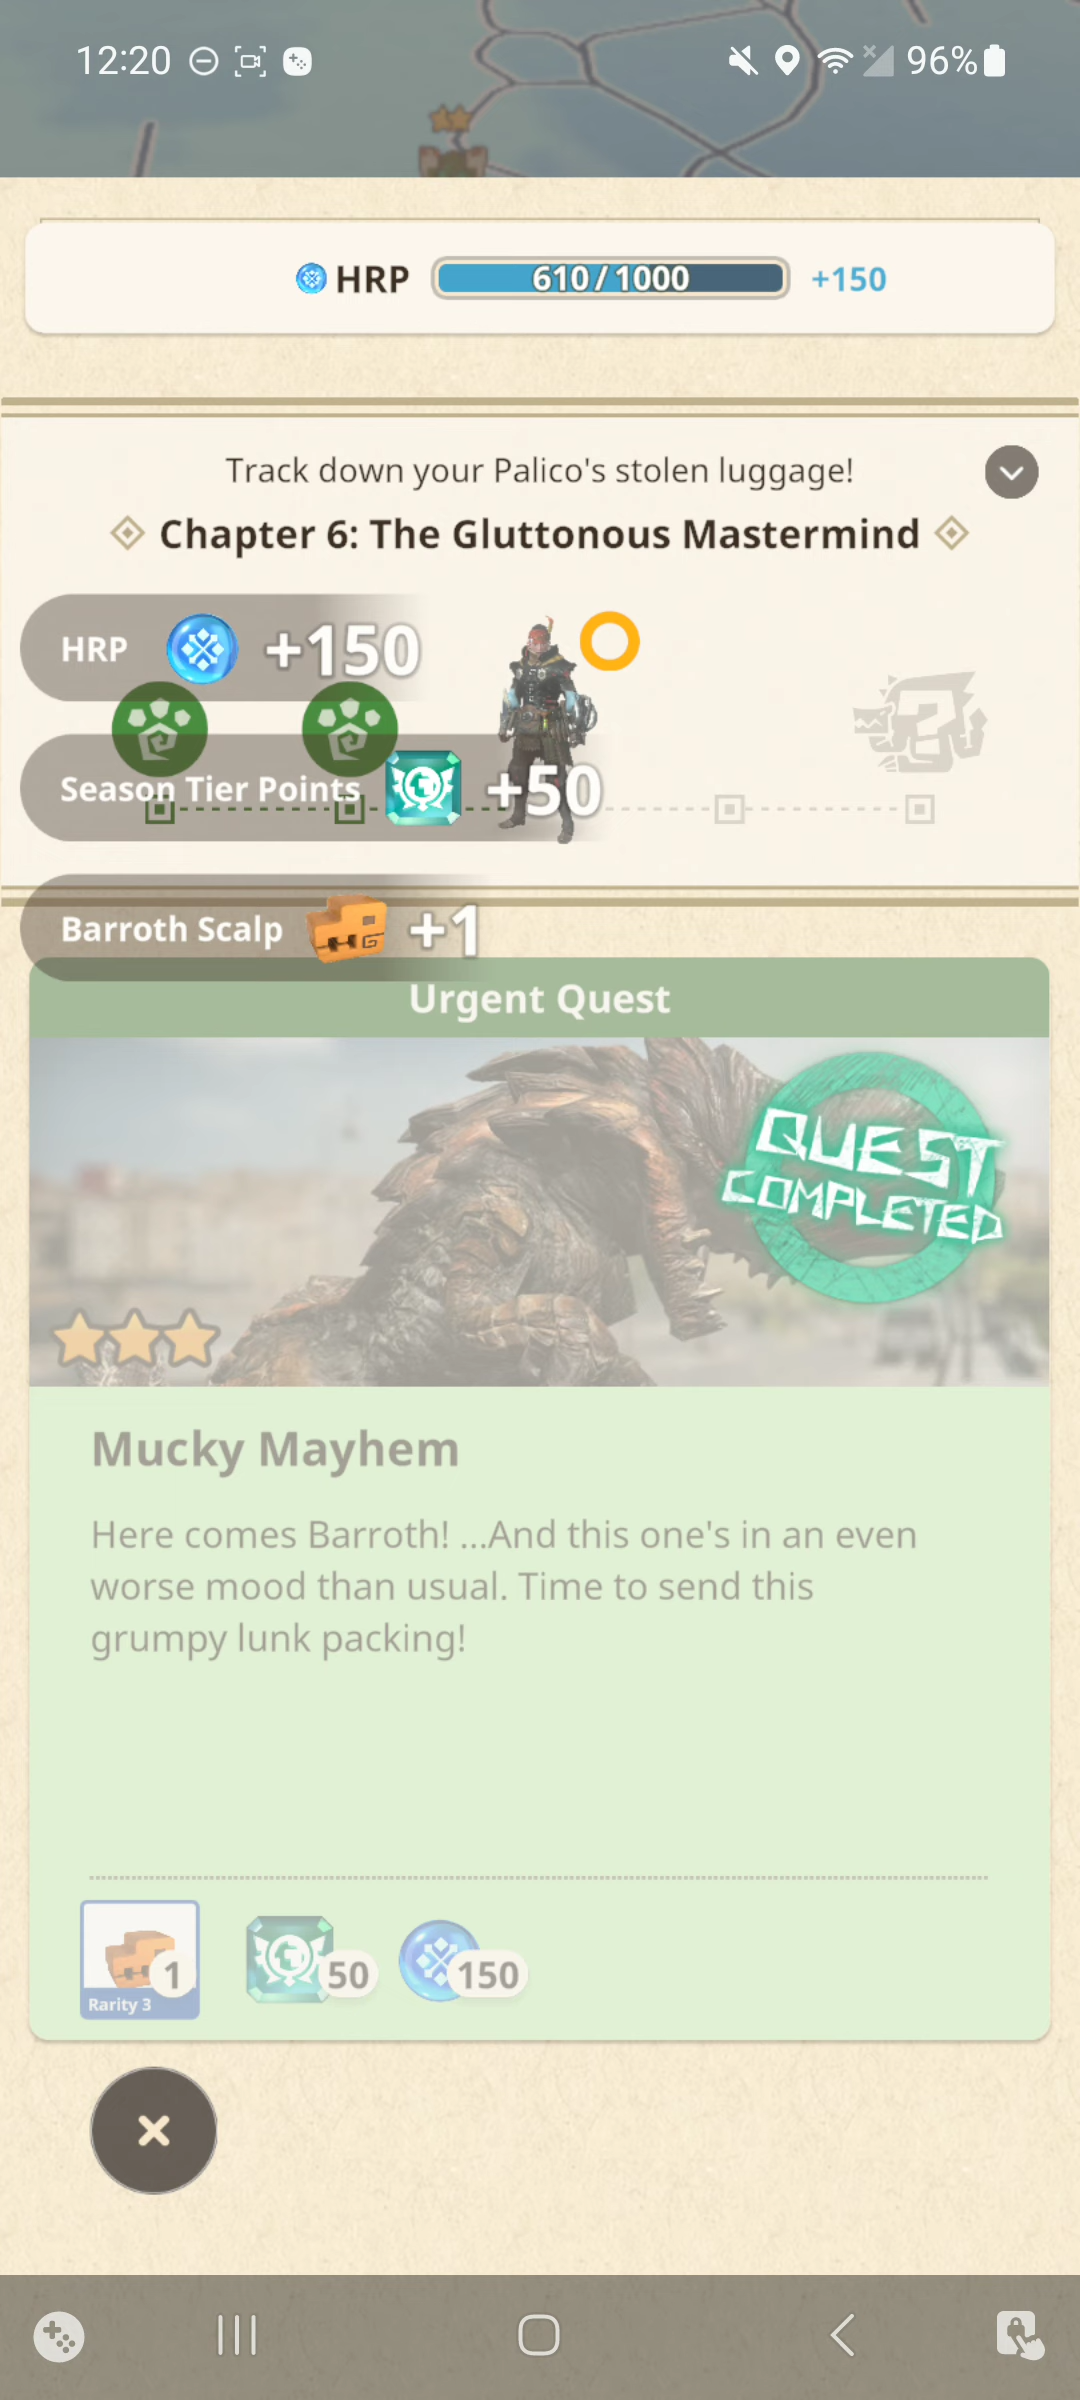 12:20
96%
HRP 610/1000 +150
Track down your Palico's stolen luggage!
Chapter 6: The Gluttonous Mastermind
HRP +150
Season Tier Points +50
Barroth Scalp +1
Urgent Quest
QUEST
COMPLETED
Mucky Mayhem
Here comes Barroth! ...And this one's in an even
worse mood than usual. Time to send this
grumpy lunk packing!
1 50 150
Rarity 3